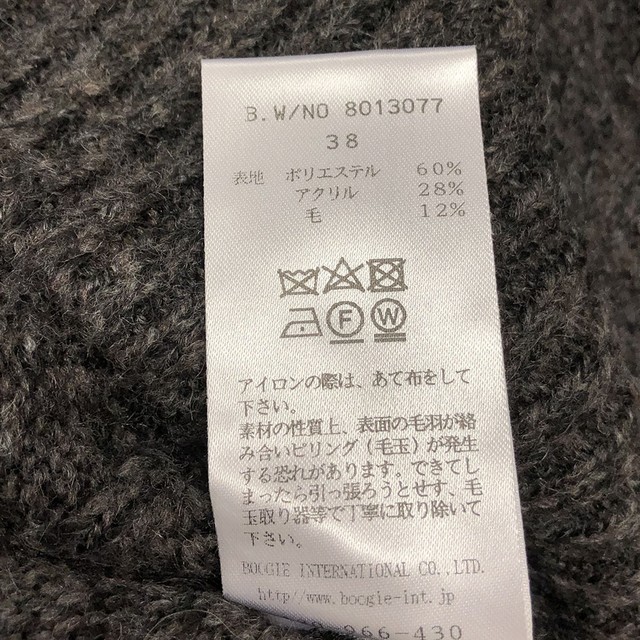 B.W/NO 8013077
38
表地 ポリエステル 60%
アクリル 28%
毛 12%
F W
アイロンの際は、あて布をして
下さい。
素材の性質上、表面の毛羽が絡
み合いピリング（毛玉）が発生
する恐れがあります。できてし
まったら引っ張ろうとせず、毛
玉取り器等で丁寧に取り除いて
下さい。
BOOGIE INTERNATIONAL CO.,LTD.
http://www.boogie-int.jp
266-430